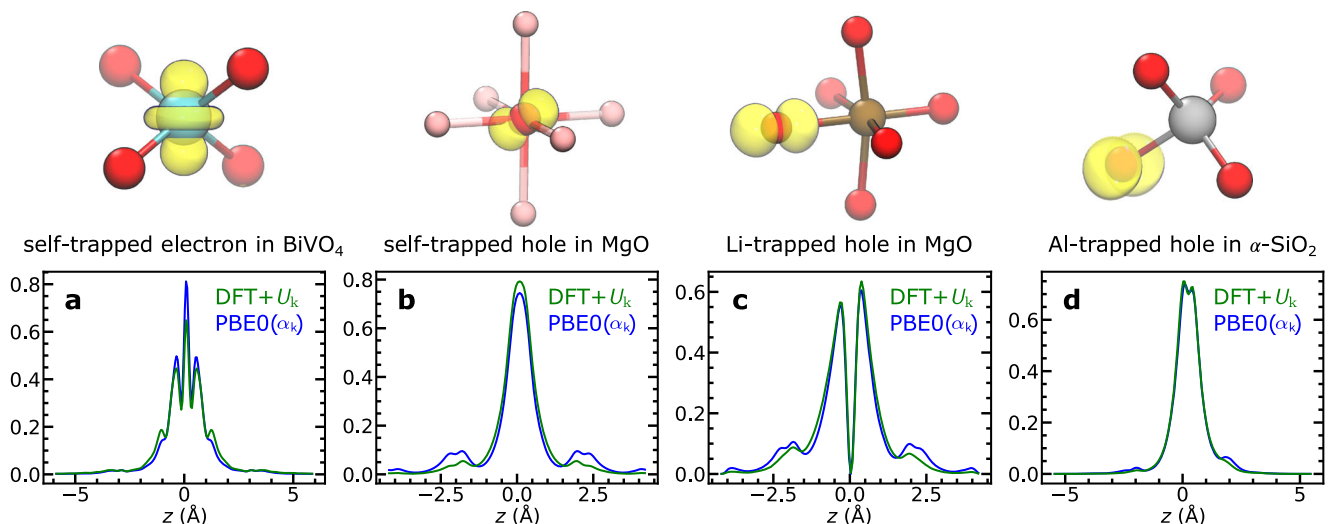 self-trapped electron in BiVO₄
self-trapped hole in MgO
Li-trapped hole in MgO
Al-trapped hole in α-SiO₂
a
DFT+Uₖ
PBE0(αₖ)
0.8
0.6
0.4
0.2
0.0
−5
0
5
z (Å)
b
DFT+Uₖ
PBE0(αₖ)
0.8
0.6
0.4
0.2
0.0
−2.5
0.0
2.5
z (Å)
c
DFT+Uₖ
PBE0(αₖ)
0.6
0.4
0.2
0.0
−2.5
0.0
2.5
z (Å)
d
DFT+Uₖ
PBE0(αₖ)
0.6
0.4
0.2
0.0
−5
0
5
z (Å)